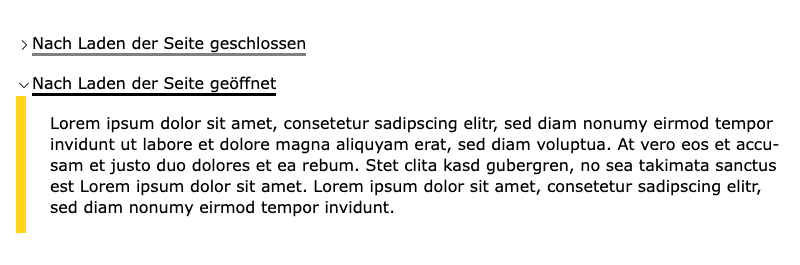 Nach Laden der Seite geschlossen
Nach Laden der Seite geöffnet
Lorem ipsum dolor sit amet, consetetur sadipscing elitr, sed diam nonumy eirmod tempor
invidunt ut labore et dolore magna aliquyam erat, sed diam voluptua. At vero eos et accu-
sam et justo duo dolores et ea rebum. Stet clita kasd gubergren, no sea takimata sanctus
est Lorem ipsum dolor sit amet. Lorem ipsum dolor sit amet, consetetur sadipscing elitr,
sed diam nonumy eirmod tempor invidunt.